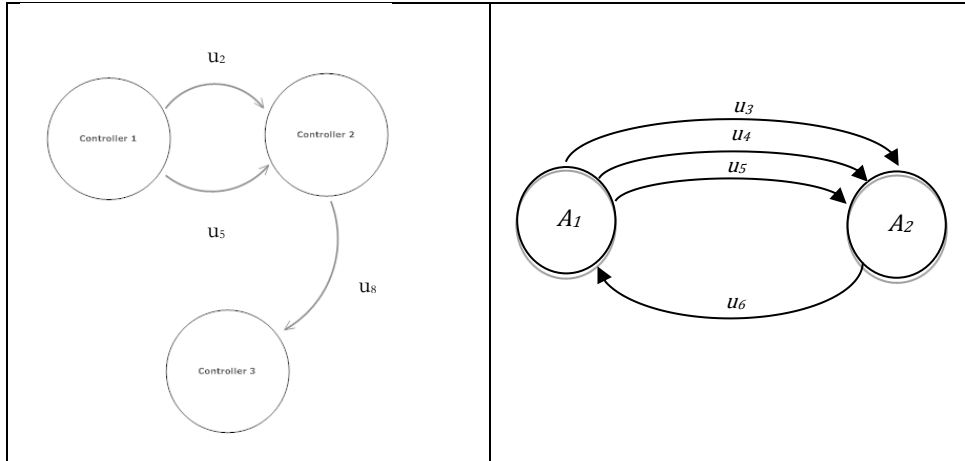 u₂
Controller 1
Controller 2
u₅
u₈
Controller 3
u₃
u₄
u₅
A₁
A₂
u₆